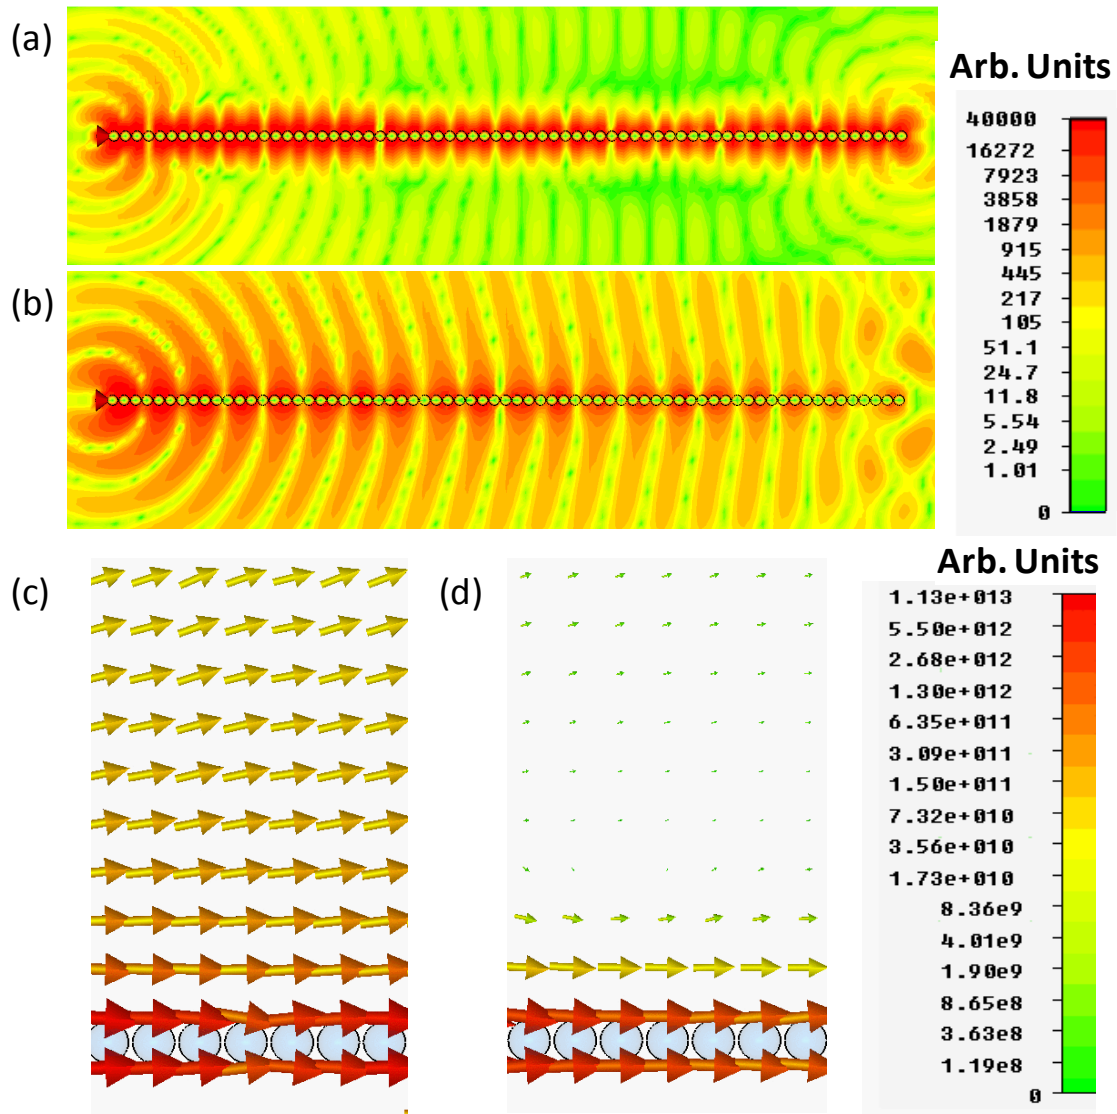 (a)
Arb. Units
40000
16272
7923
3858
1879
915
445
217
105
51.1
24.7
11.8
5.54
2.49
1.01
0
(b)
(c)
(d)
Arb. Units
1.13e+013
5.50e+012
2.68e+012
1.30e+012
6.35e+011
3.09e+011
1.50e+011
7.32e+010
3.56e+010
1.73e+010
8.36e9
4.01e9
1.90e9
8.65e8
3.63e8
1.19e8
0